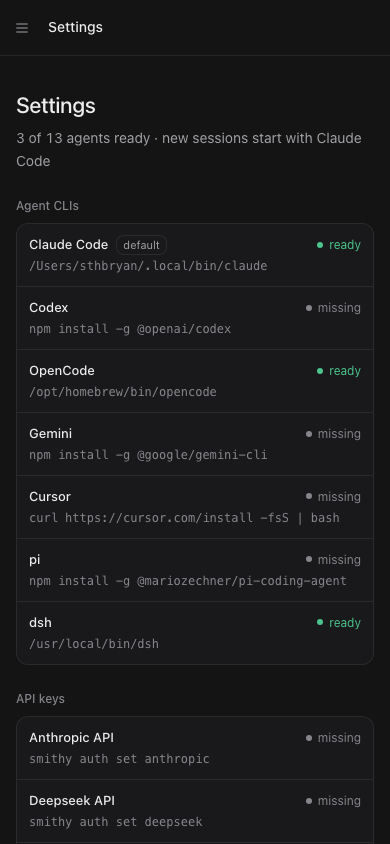 Settings
Settings
3 of 13 agents ready · new sessions start with Claude
Code
Agent CLIs
Claude Code default ready
/Users/sthbryan/.local/bin/claude
Codex missing
npm install -g @openai/codex
OpenCode ready
/opt/homebrew/bin/opencode
Gemini missing
npm install -g @google/gemini-cli
Cursor missing
curl https://cursor.com/install -fsS | bash
pi missing
npm install -g @mariozechner/pi-coding-agent
dsh ready
/usr/local/bin/dsh
API keys
Anthropic API missing
smithy auth set anthropic
Deepseek API missing
smithy auth set deepseek